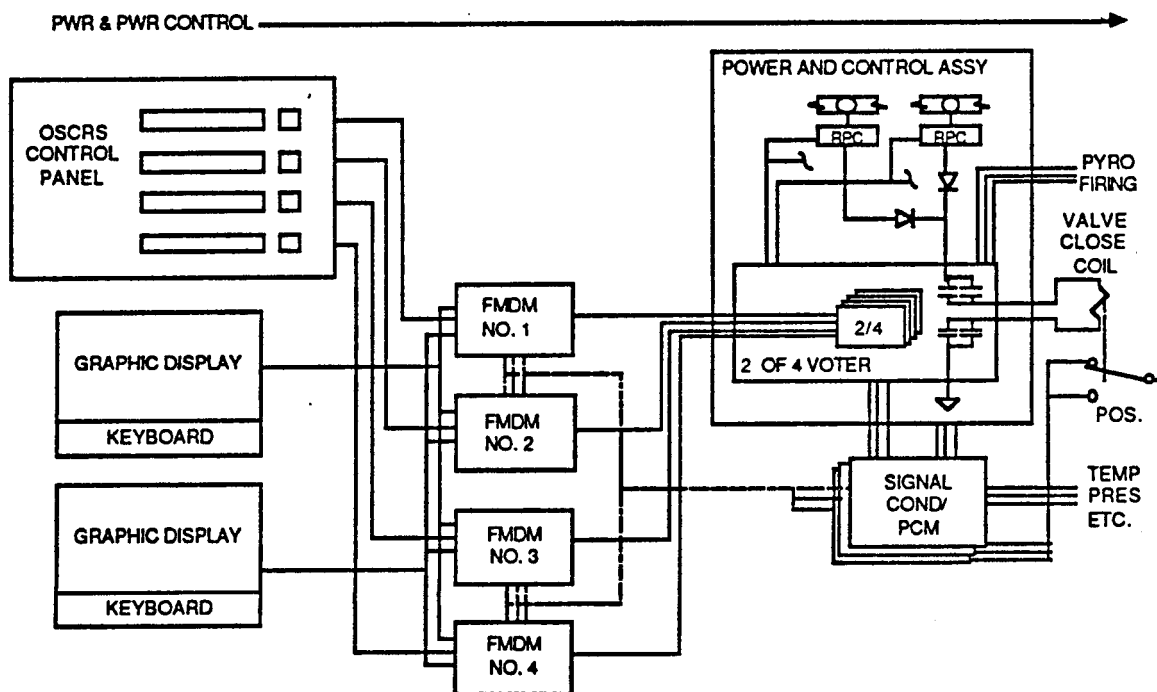 PWR & PWR CONTROL
POWER AND CONTROL ASSY
OSCRS
CONTROL
PANEL
RPC
RPC
PYRO
FIRING
VALVE
CLOSE
COIL
FMDM
NO. 1
2/4
2 OF 4 VOTER
GRAPHIC DISPLAY
KEYBOARD
FMDM
NO. 2
POS.
SIGNAL
COND/
PCM
TEMP
PRES
ETC.
GRAPHIC DISPLAY
KEYBOARD
FMDM
NO. 3
FMDM
NO. 4